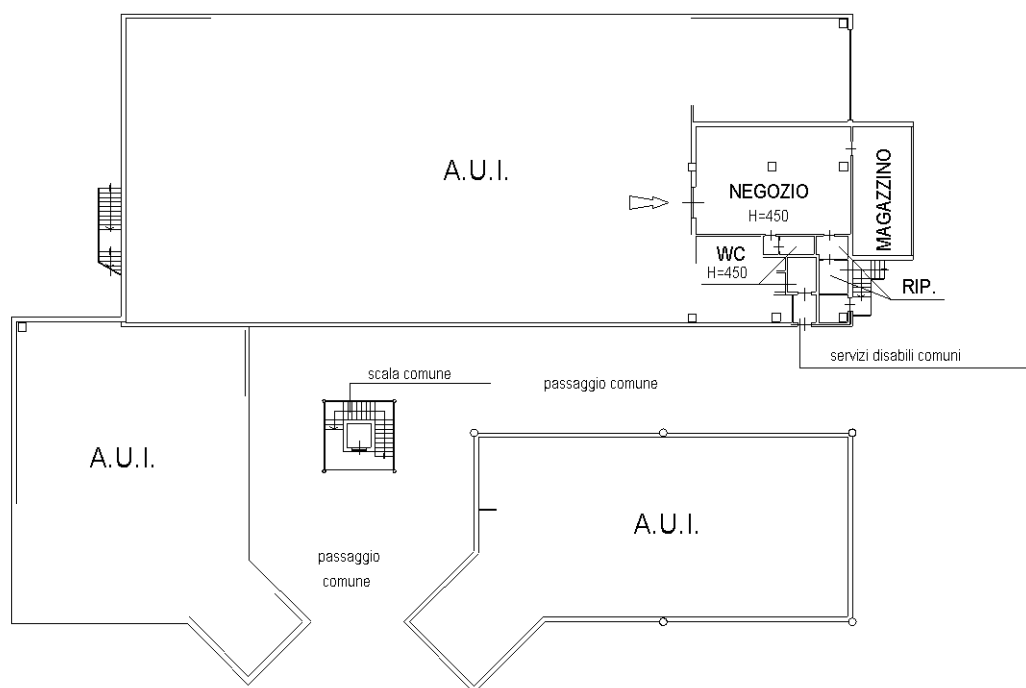 A.U.I.
NEGOZIO
H=450
MAGAZZINO
WC
H=450
RIP.
servizi disabili comuni
scala comune
passaggio comune
A.U.I.
A.U.I.
passaggio
comune